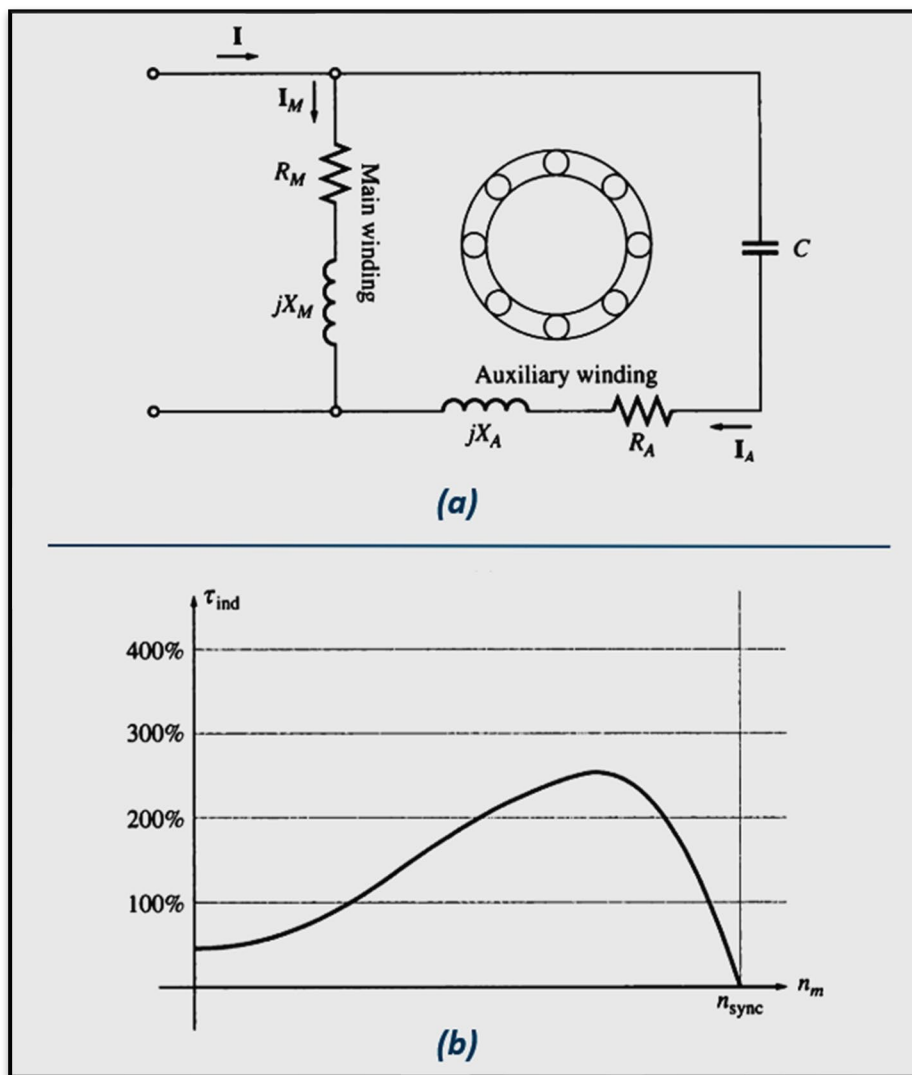 I
I_M
R_M
Main winding
jX_M
C
Auxiliary winding
jX_A
R_A
I_A
(a)
τ_ind
400%
300%
200%
100%
n_sync
n_m
(b)